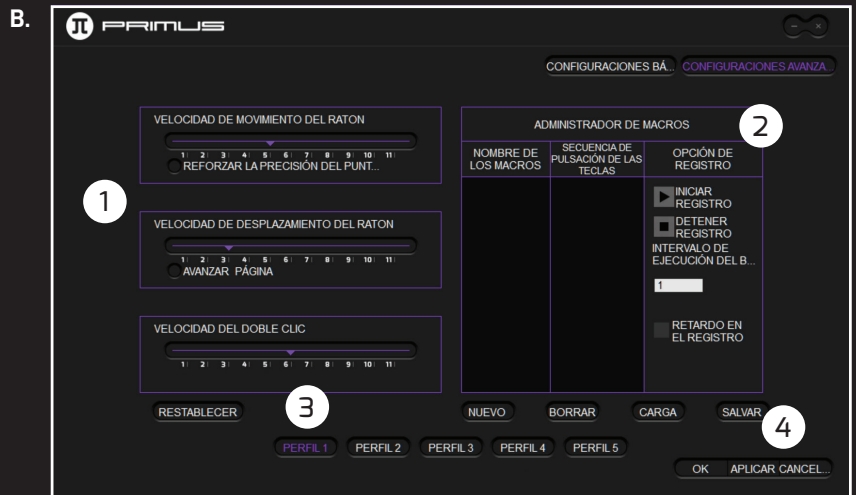 B.
PRIMUS
- ×
CONFIGURACIONES BÁ...
CONFIGURACIONES AVANZA...
VELOCIDAD DE MOVIMIENTO DEL RATON
1 2 3 4 5 6 7 8 9 10 11
REFORZAR LA PRECISIÓN DEL PUNT...
1
VELOCIDAD DE DESPLAZAMIENTO DEL RATON
1 2 3 4 5 6 7 8 9 10 11
AVANZAR PÁGINA
VELOCIDAD DEL DOBLE CLIC
1 2 3 4 5 6 7 8 9 10 11
ADMINISTRADOR DE MACROS
2
NOMBRE DE
LOS MACROS
SECUENCIA DE
PULSACIÓN DE LAS
TECLAS
OPCIÓN DE
REGISTRO
INICIAR
REGISTRO
DETENER
REGISTRO
INTERVALO DE
EJECUCIÓN DEL B...
1
RETARDO EN
EL REGISTRO
RESTABLECER
3
NUEVO
BORRAR
CARGA
SALVAR
4
PERFIL 1
PERFIL 2
PERFIL 3
PERFIL 4
PERFIL 5
OK
APLICAR
CANCEL...